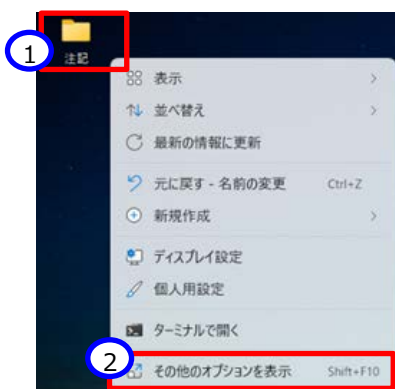 1
注記
表示
並べ替え
最新の情報に更新
元に戻す - 名前の変更 Ctrl+Z
新規作成
ディスプレイ設定
個人用設定
ターミナルで開く
2
その他のオプションを表示 Shift+F10